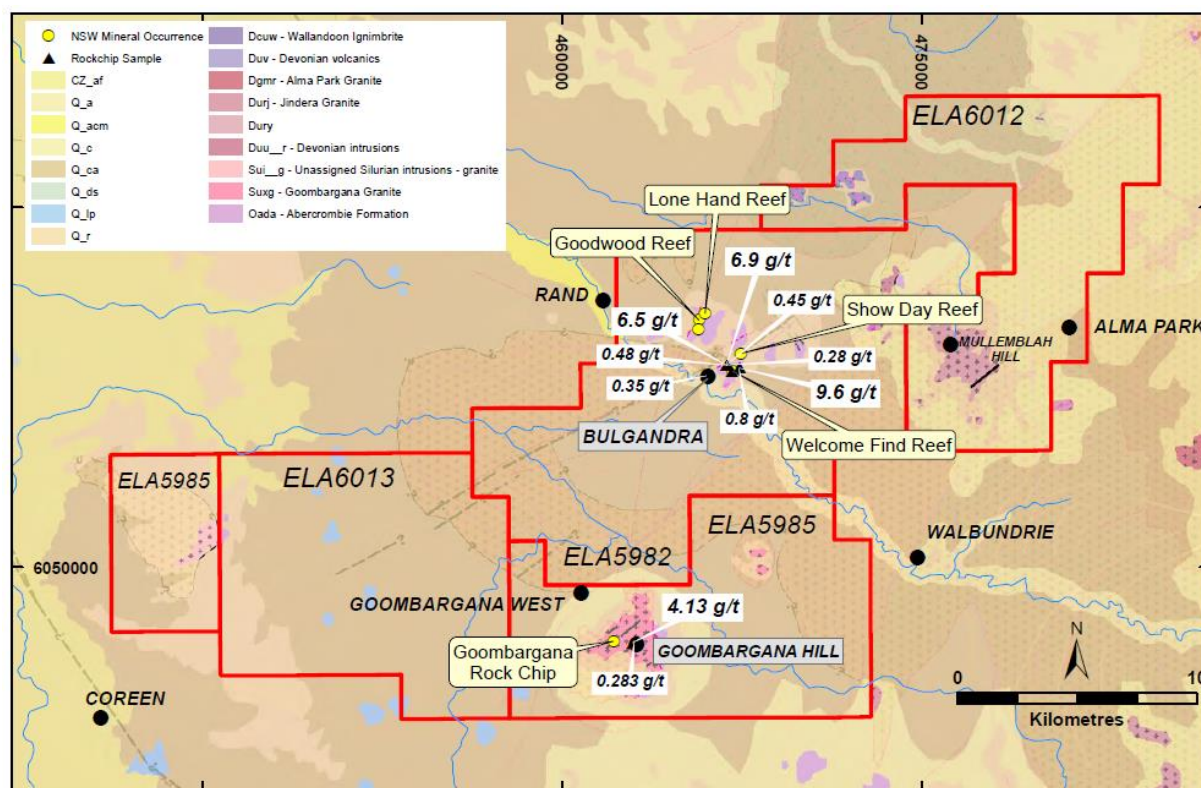 NSW Mineral Occurrence
Rockchip Sample
CZ_af
Q_a
Q_acm
Q_c
Q_ca
Q_ds
Q_lp
Q_r
Dcuw - Wallandoon Ignimbrite
Duv - Devonian volcanics
Dgmr - Alma Park Granite
Durj - Jindera Granite
Dury
Duu__r - Devonian intrusions
Sui__g - Unassigned Silurian intrusions - granite
Suxg - Goombargana Granite
Oada - Abercrombie Formation
460000
475000
ELA6012
Lone Hand Reef
Goodwood Reef
6.9 g/t
RAND
0.45 g/t
Show Day Reef
6.5 g/t
ALMA PARK
MULLEMBLAH
HILL
0.48 g/t
0.28 g/t
0.35 g/t
9.6 g/t
0.8 g/t
BULGANDRA
Welcome Find Reef
ELA5985
ELA6013
ELA5985
ELA5982
WALBUNDRIE
6050000
GOOMBARGANA WEST
4.13 g/t
Goombargana
Rock Chip
GOOMBARGANA HILL
0.283 g/t
COREEN
N
0
10
Kilometres